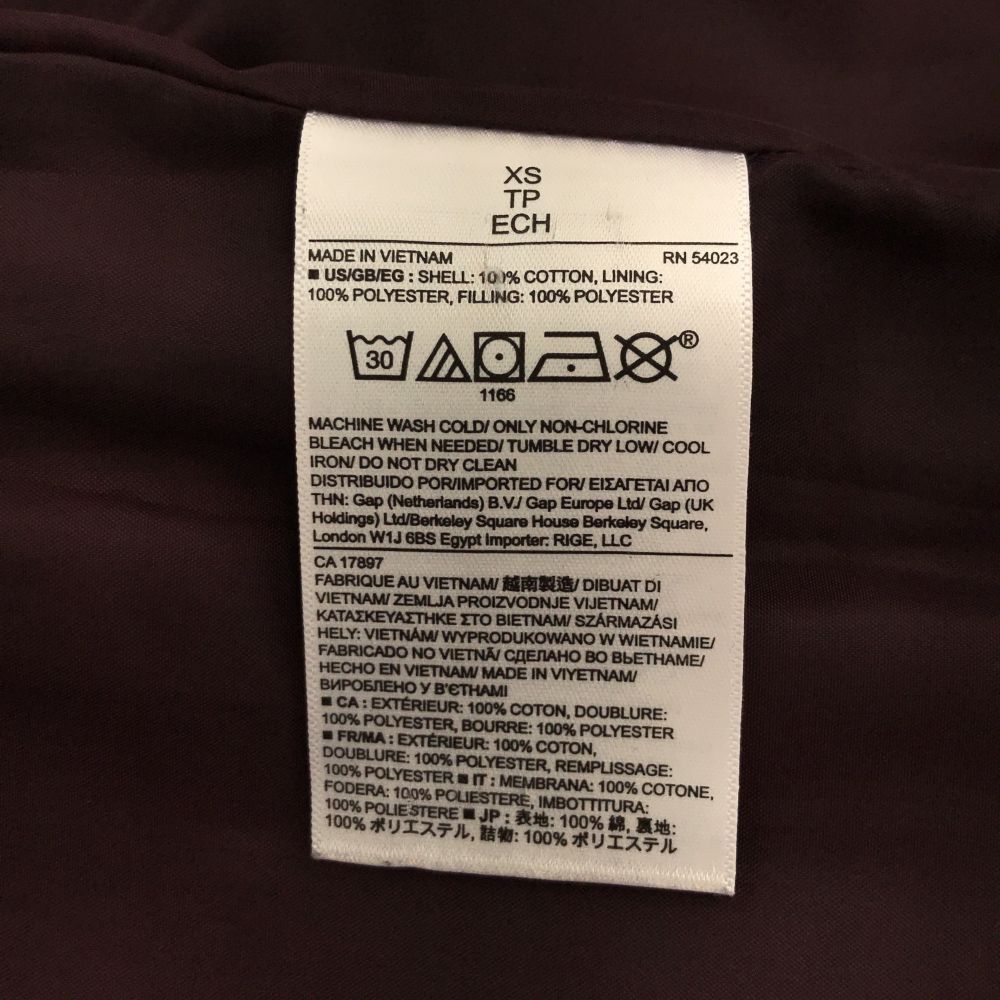 XS
TP
ECH
MADE IN VIETNAM RN 54023
■ US/GB/EG : SHELL: 100% COTTON, LINING:
100% POLYESTER, FILLING: 100% POLYESTER
30 ®
1166
MACHINE WASH COLD/ ONLY NON-CHLORINE
BLEACH WHEN NEEDED/ TUMBLE DRY LOW/ COOL
IRON/ DO NOT DRY CLEAN
DISTRIBUIDO POR/IMPORTED FOR/ ΕΙΣΑΓΕΤΑΙ ΑΠΟ
ΤΗΝ: Gap (Netherlands) B.V./ Gap Europe Ltd/ Gap (UK
Holdings) Ltd/Berkeley Square House Berkeley Square,
London W1J 6BS Egypt Importer: RIGE, LLC
CA 17897
FABRIQUE AU VIETNAM/ 越南製造/ DIBUAT DI
VIETNAM/ ZEMLJA PROIZVODNJE VIJETNAM/
ΚΑΤΑΣΚΕΥΑΣΤΗΚΕ ΣΤΟ ΒΙΕΤΝΑΜ/ SZÁRMAZÁSI
HELY: VIETNÁM/ WYPRODUKOWANO W WIETNAMIE/
FABRICADO NO VIETNÃ/ СДЕЛАНО ВО ВЬЕТНАМЕ/
HECHO EN VIETNAM/ MADE IN VIYETNAM/
ВИРОБЛЕНО У В'ЄТНАМІ
■ CA : EXTÉRIEUR: 100% COTON, DOUBLURE:
100% POLYESTER, BOURRE: 100% POLYESTER
■ FR/MA : EXTÉRIEUR: 100% COTON,
DOUBLURE: 100% POLYESTER, REMPLISSAGE:
100% POLYESTER ■ IT : MEMBRANA: 100% COTONE,
FODERA: 100% POLIESTERE, IMBOTTITURA:
100% POLIESTERE ■ JP : 表地: 100% 綿, 裏地:
100% ポリエステル, 詰物: 100% ポリエステル